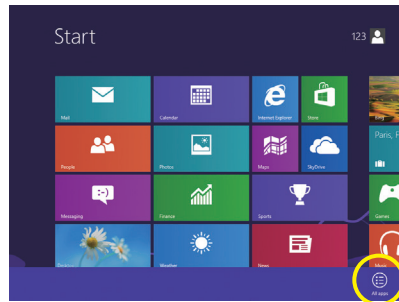 Start
123
Mail
Calendar
Internet Explorer
Store
People
Photos
Maps
SkyDrive
Paris, F
Messaging
Finance
Sports
Games
Desktop
Weather
News
Music
All apps